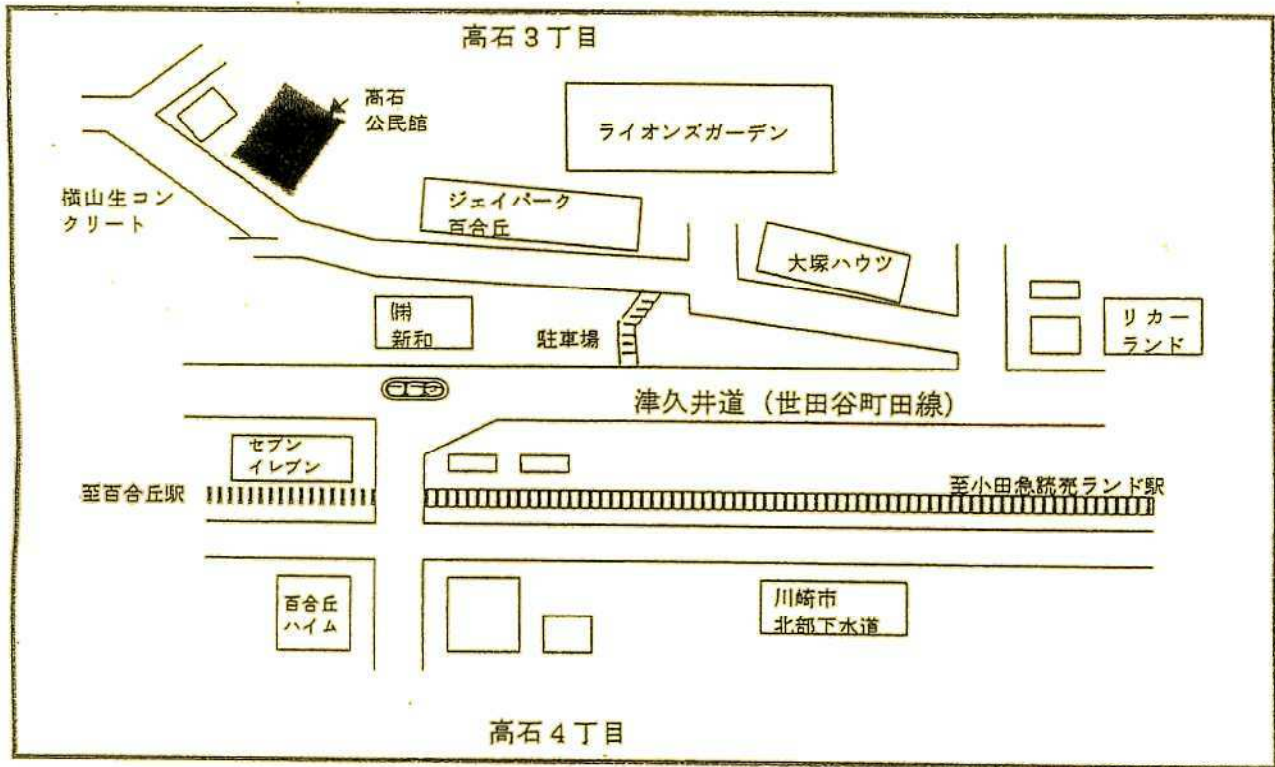 高石３丁目
高石
公民館
ライオンズガーデン
横山生コン
クリート
ジェイパーク
百合丘
大塚ハウツ
㈱
新和
駐車場
リカー
ランド
津久井道（世田谷町田線）
セブン
イレブン
至百合丘駅
至小田急読売ランド駅
百合丘
ハイム
川崎市
北部下水道
高石４丁目